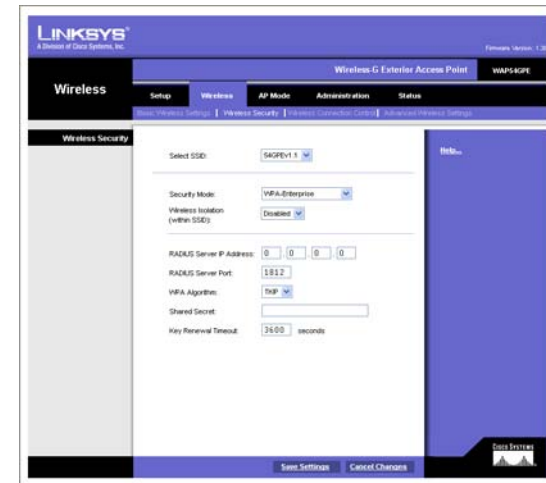 LINKSYS®
A Division of Cisco Systems, Inc.
Firmware Version: 1.
Wireless-G Exterior Access Point
WAP54GPE
Wireless
Setup
Wireless
AP Mode
Administration
Status
Basic Wireless Settings | Wireless Security | Wireless Connection Control | Advanced Wireless Settings
Wireless Security
Help...
Select SSID:
54GPEv1.1
Security Mode:
WPA-Enterprise
Wireless Isolation
(within SSID):
Disabled
RADIUS Server IP Address:
0 . 0 . 0 . 0
RADIUS Server Port:
1812
WPA Algorithm:
TKIP
Shared Secret:
Key Renewal Timeout:
3600 seconds
Save Settings
Cancel Changes
CISCO SYSTEMS